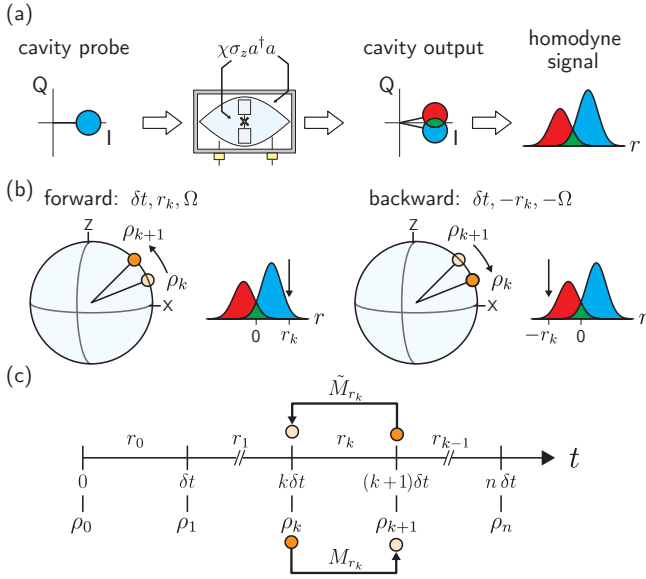 (a)
cavity probe
χσ_z a†a
cavity output
homodyne signal
Q
I
Q
I
r
(b)
forward: δt, r_k, Ω
backward: δt, −r_k, −Ω
Z
ρ_{k+1}
ρ_k
X
0
r_k
r
Z
ρ_{k+1}
ρ_k
X
−r_k
0
r
(c)
M̃_{r_k}
r_0
r_1
r_k
r_{k−1}
t
0
δt
kδt
(k+1)δt
n δt
ρ_0
ρ_1
ρ_k
ρ_{k+1}
ρ_n
M_{r_k}